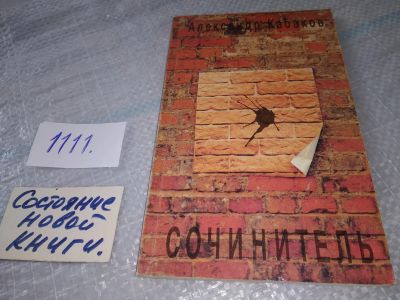 Александр Кабаков
СОЧИНИТЕЛЬ
1111.
Состояние
новой
книги.